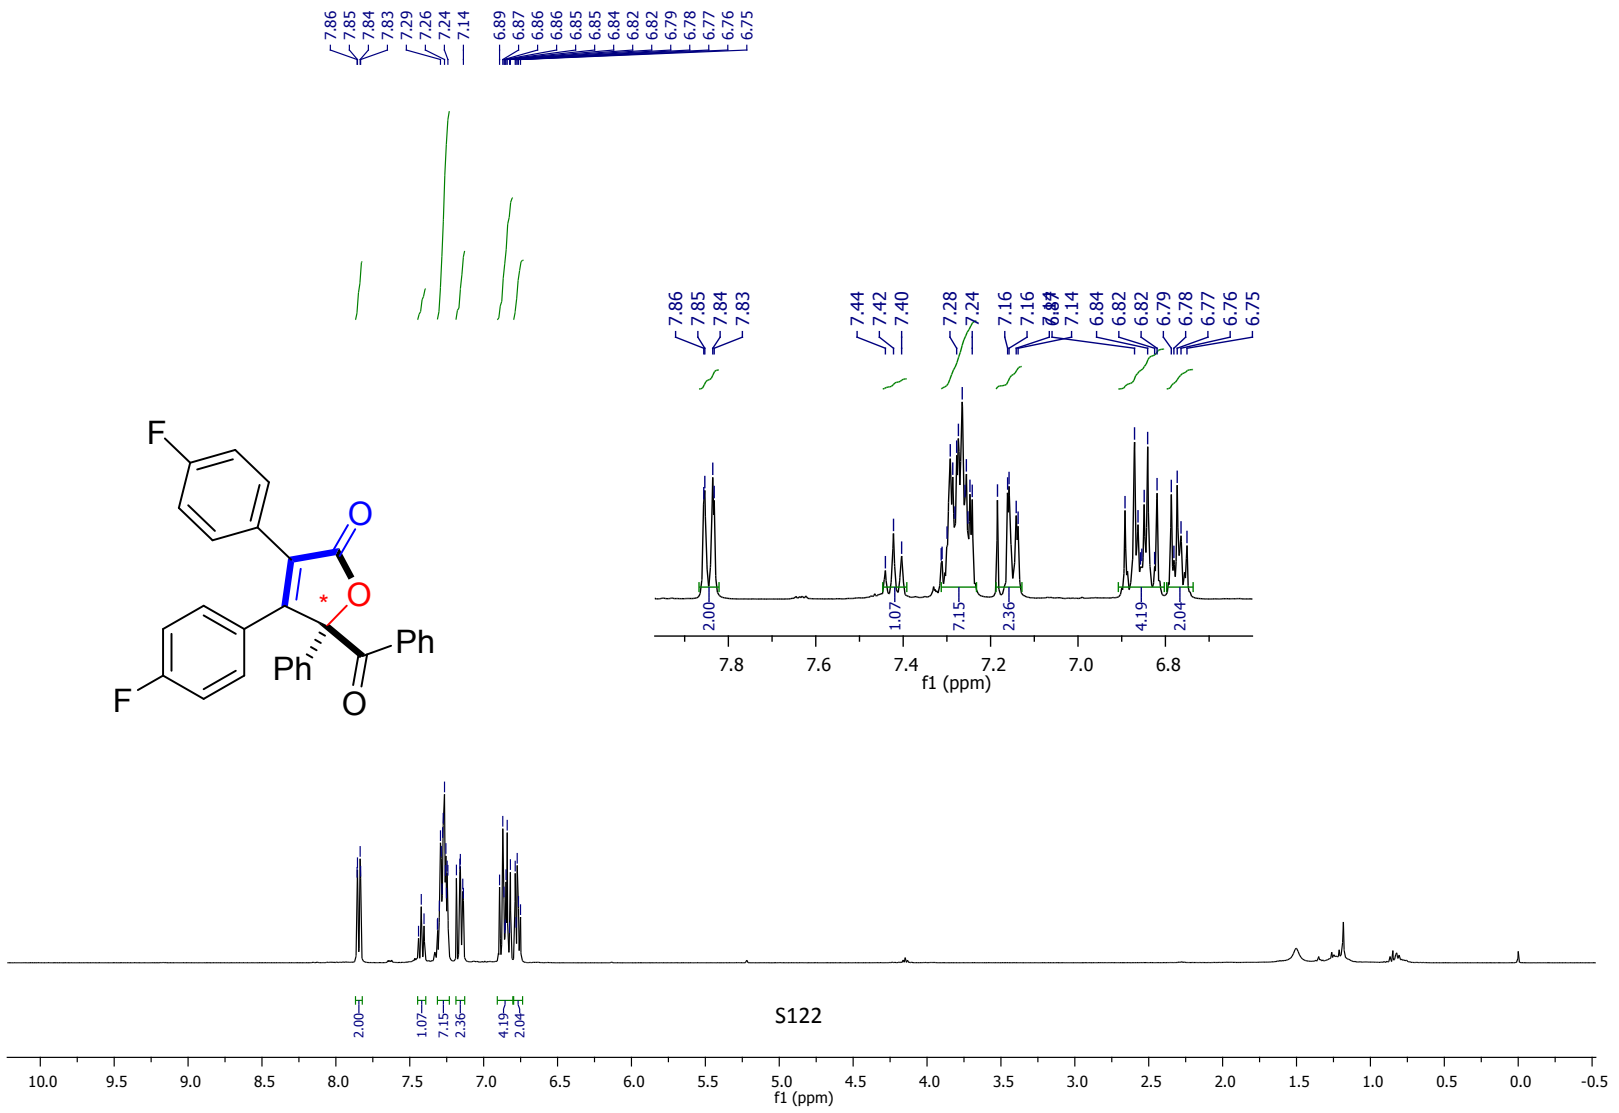 7.86 7.85 7.84 7.83 7.29 7.26 7.24 7.14 6.89 6.87 6.86 6.86 6.85 6.85 6.84 6.82 6.82 6.79 6.78 6.77 6.76 6.75
7.86 7.85 7.84 7.83 7.44 7.42 7.40 7.28 7.24 7.16 7.16 7.14 6.84 6.82 6.82 6.79 6.78 6.77 6.76 6.75
2.00 1.07 7.15 2.36 4.19 2.04
7.8 7.6 7.4 7.2 7.0 6.8
f1 (ppm)
F
O
* O
Ph
Ph
F
O
2.00 1.07 7.15 2.36 4.19 2.04
S122
10.0 9.5 9.0 8.5 8.0 7.5 7.0 6.5 6.0 5.5 5.0 4.5 4.0 3.5 3.0 2.5 2.0 1.5 1.0 0.5 0.0 -0.5
f1 (ppm)